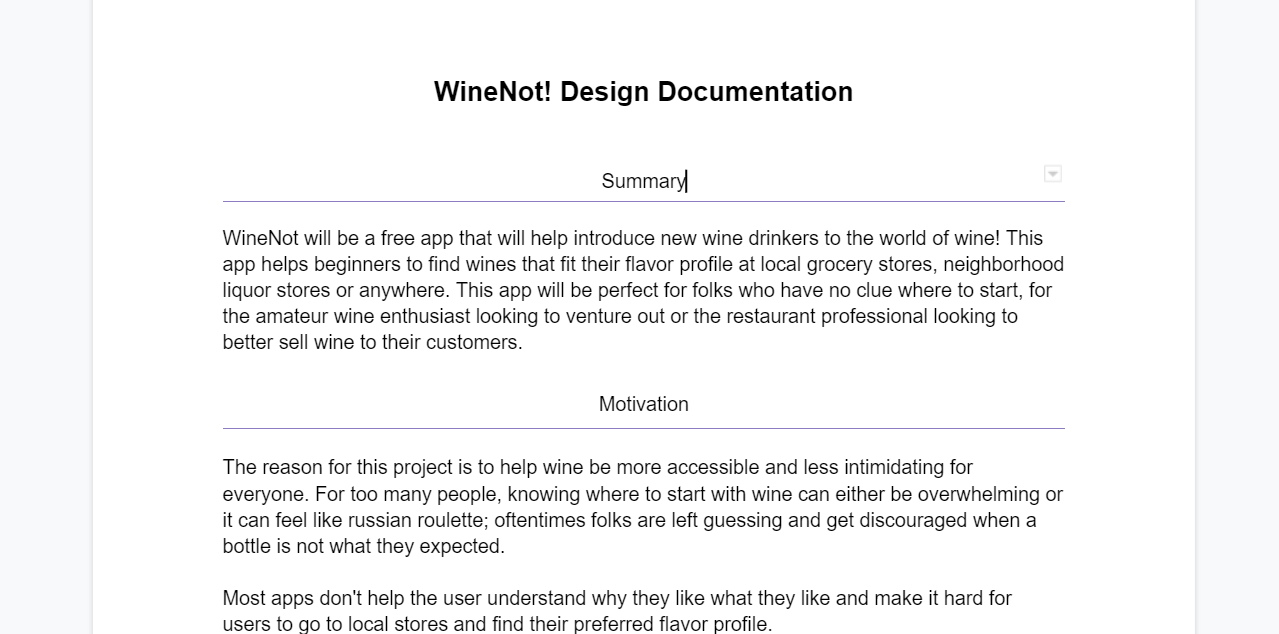 WineNot! Design Documentation
Summary
WineNot will be a free app that will help introduce new wine drinkers to the world of wine! This
app helps beginners to find wines that fit their flavor profile at local grocery stores, neighborhood
liquor stores or anywhere. This app will be perfect for folks who have no clue where to start, for
the amateur wine enthusiast looking to venture out or the restaurant professional looking to
better sell wine to their customers.
Motivation
The reason for this project is to help wine be more accessible and less intimidating for
everyone. For too many people, knowing where to start with wine can either be overwhelming or
it can feel like russian roulette; oftentimes folks are left guessing and get discouraged when a
bottle is not what they expected.
Most apps don't help the user understand why they like what they like and make it hard for
users to go to local stores and find their preferred flavor profile.